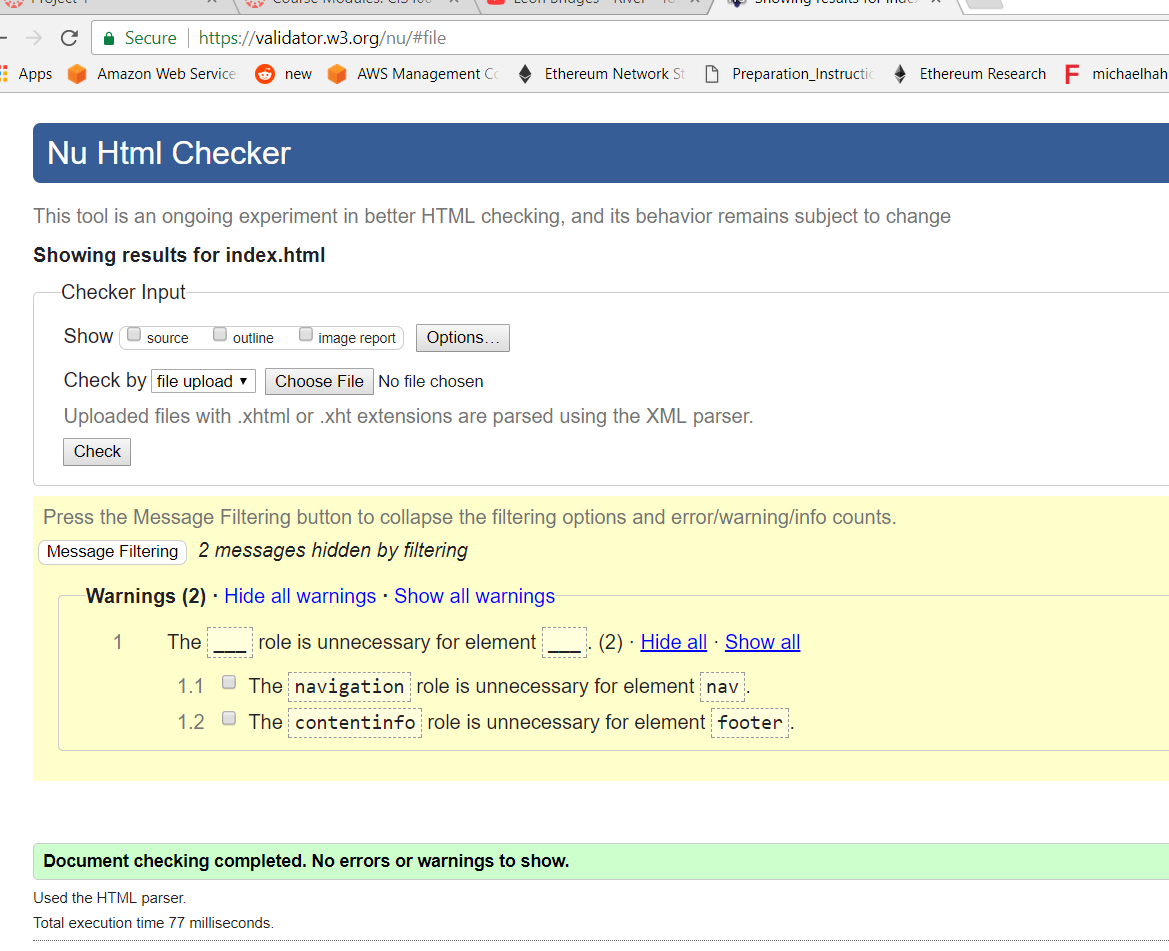 Project 1
Course Modules: CIS
Leon Bridges - River
Showing results for index
Secure https://validator.w3.org/nu/#file
Apps Amazon Web Service new AWS Management Co Ethereum Network St Preparation_Instructio Ethereum Research michaelhah
Nu Html Checker
This tool is an ongoing experiment in better HTML checking, and its behavior remains subject to change
Showing results for index.html
Checker Input
Show source outline image report Options...
Check by file upload Choose File No file chosen
Uploaded files with .xhtml or .xht extensions are parsed using the XML parser.
Check
Press the Message Filtering button to collapse the filtering options and error/warning/info counts.
Message Filtering 2 messages hidden by filtering
Warnings (2) · Hide all warnings · Show all warnings
1 The ___ role is unnecessary for element ___. (2) · Hide all · Show all
1.1 The navigation role is unnecessary for element nav.
1.2 The contentinfo role is unnecessary for element footer.
Document checking completed. No errors or warnings to show.
Used the HTML parser.
Total execution time 77 milliseconds.